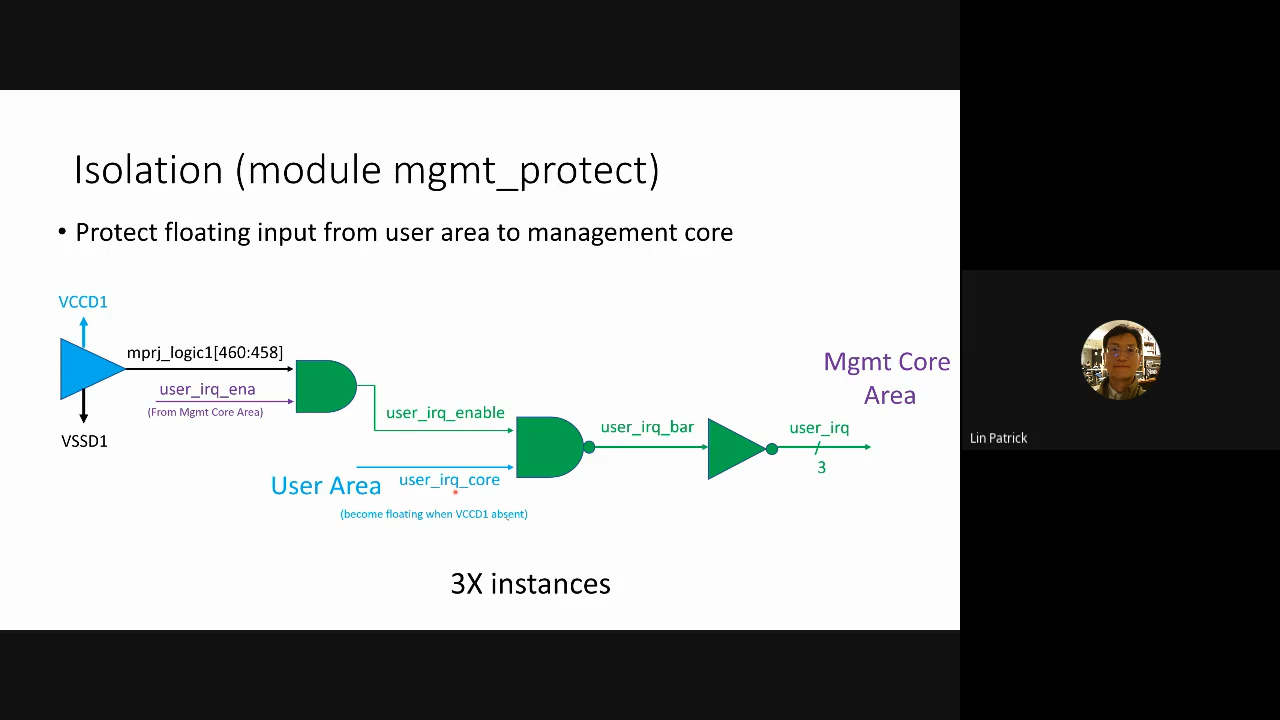 Isolation (module mgmt_protect)
• Protect floating input from user area to management core
VCCD1
mprj_logic1[460:458]
user_irq_ena
(From Mgmt Core Area)
VSSD1
user_irq_enable
User Area
user_irq_core
(become floating when VCCD1 absent)
user_irq_bar
Mgmt Core
Area
user_irq
3
3X instances
Lin Patrick